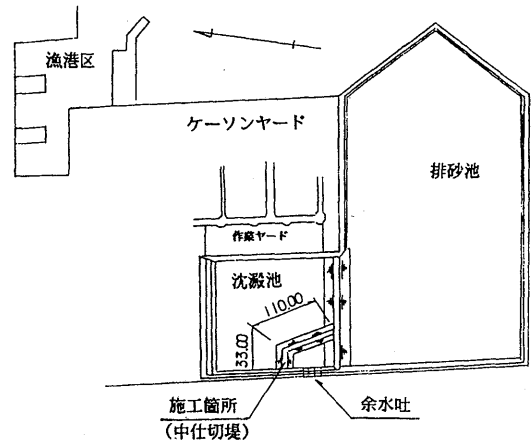 漁港区
ケーソンヤード
排砂池
作業ヤード
沈澱池
110.00
33.00
施工箇所
(中仕切堤)
余水吐